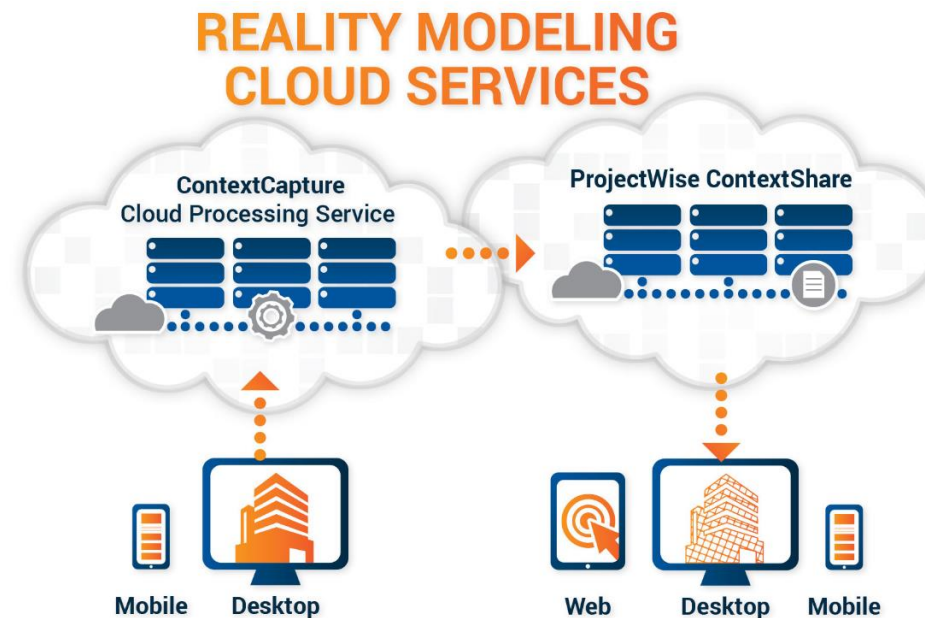 REALITY MODELING
CLOUD SERVICES
ContextCapture
Cloud Processing Service
ProjectWise ContextShare
Mobile
Desktop
Web
Desktop
Mobile